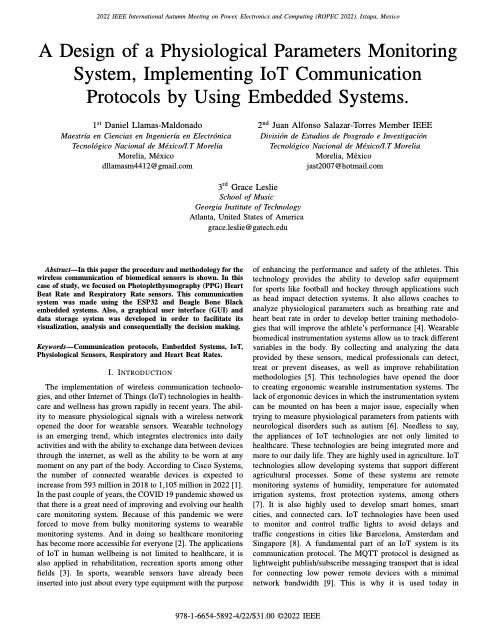 2022 IEEE International Autumn Meeting on Power, Electronics and Computing (ROPEC 2022). Ixtapa, Mexico
A Design of a Physiological Parameters Monitoring
System, Implementing IoT Communication
Protocols by Using Embedded Systems.
1st Daniel Llamas-Maldonado
Maestría en Ciencias en Ingeniería en Electrónica
Tecnológico Nacional de México/I.T Morelia
Morelia, México
dllamasm4412@gmail.com
2nd Juan Alfonso Salazar-Torres Member IEEE
División de Estudios de Posgrado e Investigación
Tecnológico Nacional de México/I.T Morelia
Morelia, México
jast2007@hotmail.com
3rd Grace Leslie
School of Music
Georgia Institute of Technology
Atlanta, United States of America
grace.leslie@gatech.edu
Abstract—In this paper the procedure and methodology for the
wireless communication of biomedical sensors is shown. In this
case of study, we focused on Photoplethysmography (PPG) Heart
Beat Rate and Respiratory Rate sensors. This communication
system was made using the ESP32 and Beagle Bone Black
embedded systems. Also, a graphical user interface (GUI) and
data storage system was developed in order to facilitate its
visualization, analysis and consequentially the decision making.
Keywords—Communication protocols, Embedded Systems, IoT,
Physiological Sensors, Respiratory and Heart Beat Rates.
I. INTRODUCTION
The implementation of wireless communication technolo-
gies, and other Internet of Things (IoT) technologies in health-
care and wellness has grown rapidly in recent years. The abil-
ity to measure physiological signals with a wireless network
opened the door for wearable sensors. Wearable technology
is an emerging trend, which integrates electronics into daily
activities and with the ability to exchange data between devices
through the internet, as well as the ability to be worn at any
moment on any part of the body. According to Cisco Systems,
the number of connected wearable devices is expected to
increase from 593 million in 2018 to 1,105 million in 2022 [1].
In the past couple of years, the COVID 19 pandemic showed us
that there is a great need of improving and evolving our health
care monitoring system. Because of this pandemic we were
forced to move from bulky monitoring systems to wearable
monitoring systems. And in doing so healthcare monitoring
has become more accessible for everyone [2]. The applications
of IoT in human wellbeing is not limited to healthcare, it is
also applied in rehabilitation, recreation sports among other
fields [3]. In sports, wearable sensors have already been
inserted into just about every type equipment with the purpose
of enhancing the performance and safety of the athletes. This
technology provides the ability to develop safer equipment
for sports like football and hockey through applications such
as head impact detection systems. It also allows coaches to
analyze physiological parameters such as breathing rate and
heart beat rate in order to develop better training methodolo-
gies that will improve the athlete's performance [4]. Wearable
biomedical instrumentation systems allow us to track different
variables in the body. By collecting and analyzing the data
provided by these sensors, medical professionals can detect,
treat or prevent diseases, as well as improve rehabilitation
methodologies [5]. This technologies have opened the door
to creating ergonomic wearable instrumentation systems. The
lack of ergonomic devices in which the instrumentation system
can be mounted on has been a major issue, especially when
trying to measure physiological parameters from patients with
neurological disorders such as autism [6]. Needless to say,
the appliances of IoT technologies are not only limited to
healthcare. These technologies are being integrated more and
more to our daily life. They are highly used in agriculture. IoT
technologies allow developing systems that support different
agricultural processes. Some of these systems are remote
monitoring systems of humidity, temperature for automated
irrigation systems, frost protection systems, among others
[7]. It is also highly used to develop smart homes, smart
cities, and connected cars. IoT technologies have been used
to monitor and control traffic lights to avoid delays and
traffic congestions in cities like Barcelona, Amsterdam and
Singapore [8]. A fundamental part of an IoT system is its
communication protocol. The MQTT protocol is designed as
lightweight publish/subscribe messaging transport that is ideal
for connecting low power remote devices with a minimal
network bandwidth [9]. This is why it is used today in
978-1-6654-5892-4/22/$31.00 ©2022 IEEE